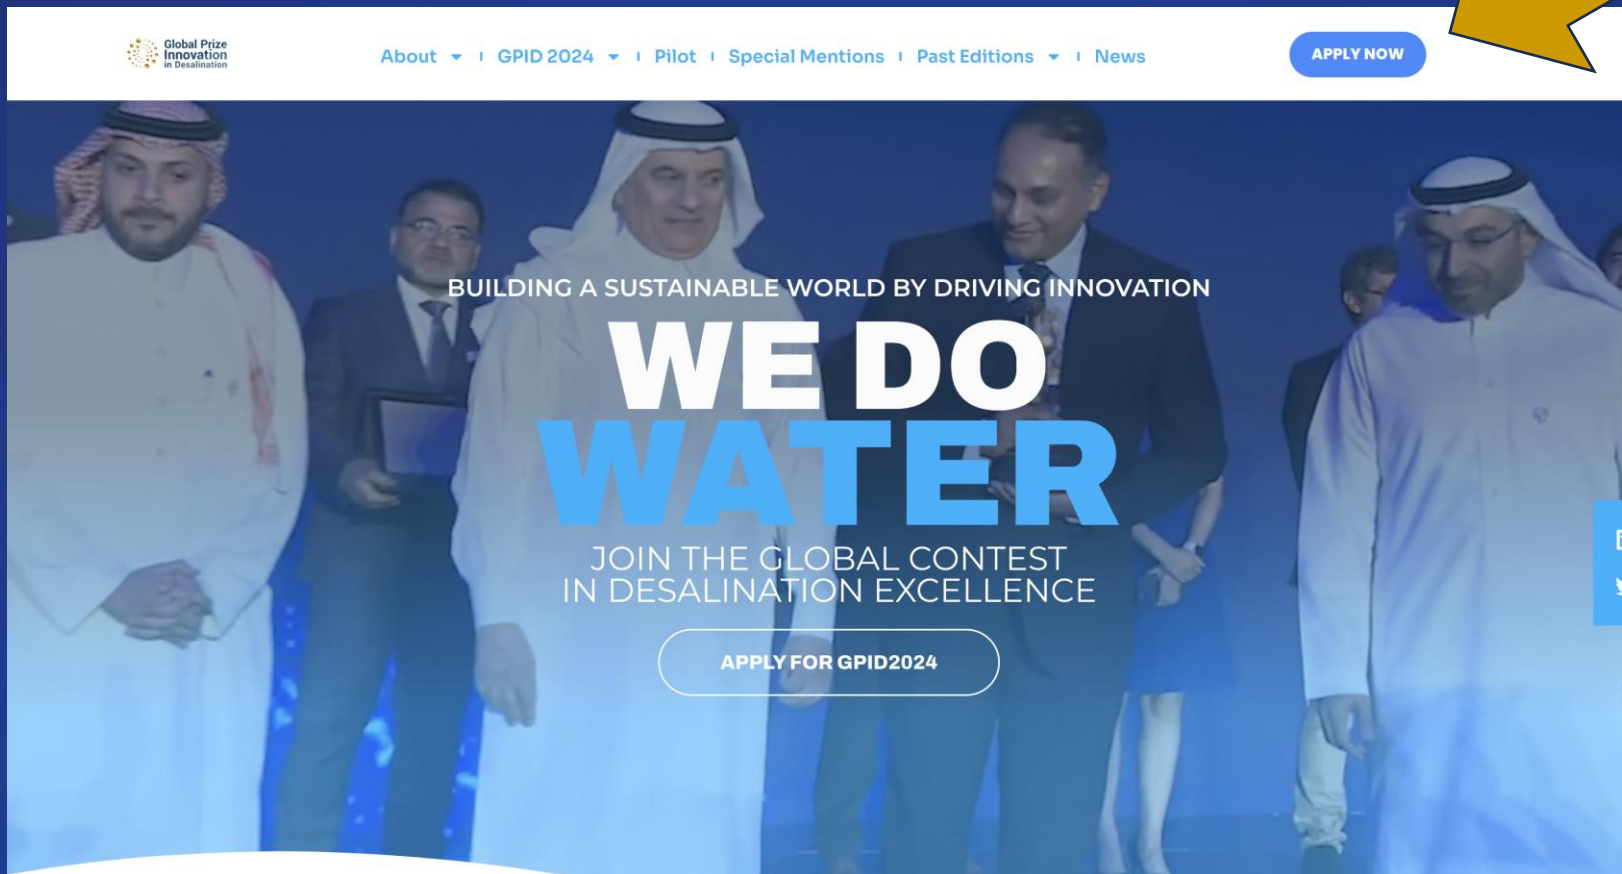 Global Prize
Innovation
in Desalination
About
GPID 2024
Pilot
Special Mentions
Past Editions
News
APPLY NOW
BUILDING A SUSTAINABLE WORLD BY DRIVING INNOVATION
WE DO
WATER
JOIN THE GLOBAL CONTEST
IN DESALINATION EXCELLENCE
APPLY FOR GPID2024